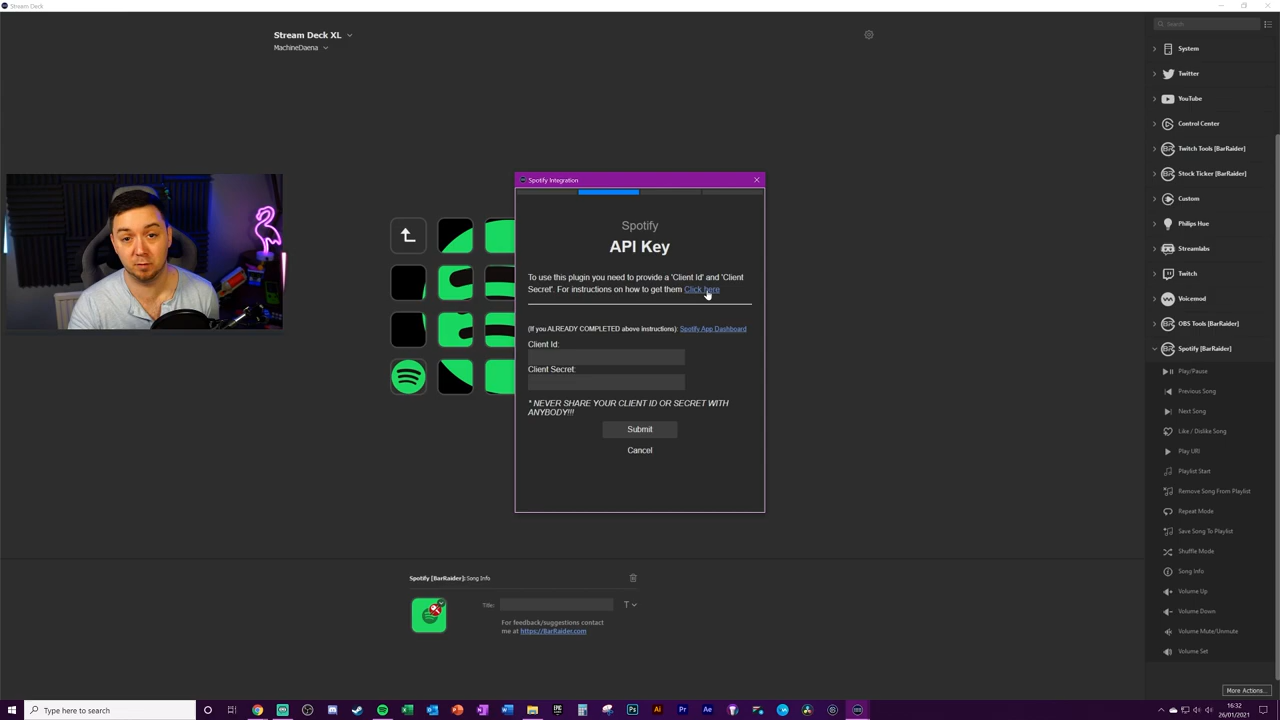 Stream Deck
Stream Deck XL
MachineDaena
Search
System
Twitter
YouTube
Control Center
Twitch Tools [BarRaider]
Stock Ticker [BarRaider]
Custom
Philips Hue
Streamlabs
Twitch
Voicemod
OBS Tools [BarRaider]
Spotify [BarRaider]
Play/Pause
Previous Song
Next Song
Like / Dislike Song
Play URI
Playlist Start
Remove Song From Playlist
Repeat Mode
Save Song To Playlist
Shuffle Mode
Song Info
Volume Up
Volume Down
Volume Mute/Unmute
Volume Set
More Actions...
Spotify Integration
Spotify
API Key
To use this plugin you need to provide a 'Client Id' and 'Client
Secret'. For instructions on how to get them Click here
(If you ALREADY COMPLETED above instructions): Spotify App Dashboard
Client Id:
Client Secret:
* NEVER SHARE YOUR CLIENT ID OR SECRET WITH
ANYBODY!!!
Submit
Cancel
Spotify [BarRaider]: Song Info
Title:
T
For feedback/suggestions contact
me at https://BarRaider.com
Type here to search
16:32
26/01/2021